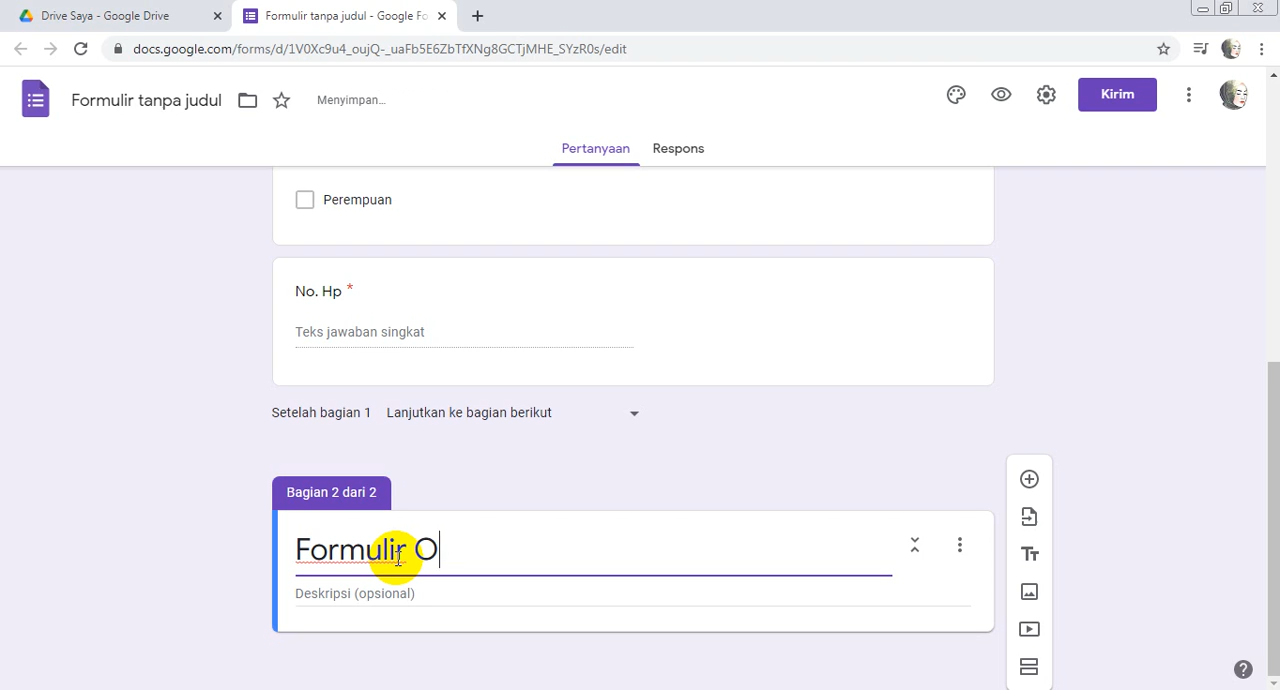 Drive Saya - Google Drive
Formulir tanpa judul - Google Fo
docs.google.com/forms/d/1V0Xc9u4_oujQ-_uaFb5E6ZbTfXNg8GCTjMHE_SYzR0s/edit
Formulir tanpa judul
Menyimpan...
Kirim
Pertanyaan
Respons
Perempuan
No. Hp *
Teks jawaban singkat
Setelah bagian 1 Lanjutkan ke bagian berikut
Bagian 2 dari 2
Formulir O
Deskripsi (opsional)
Tт